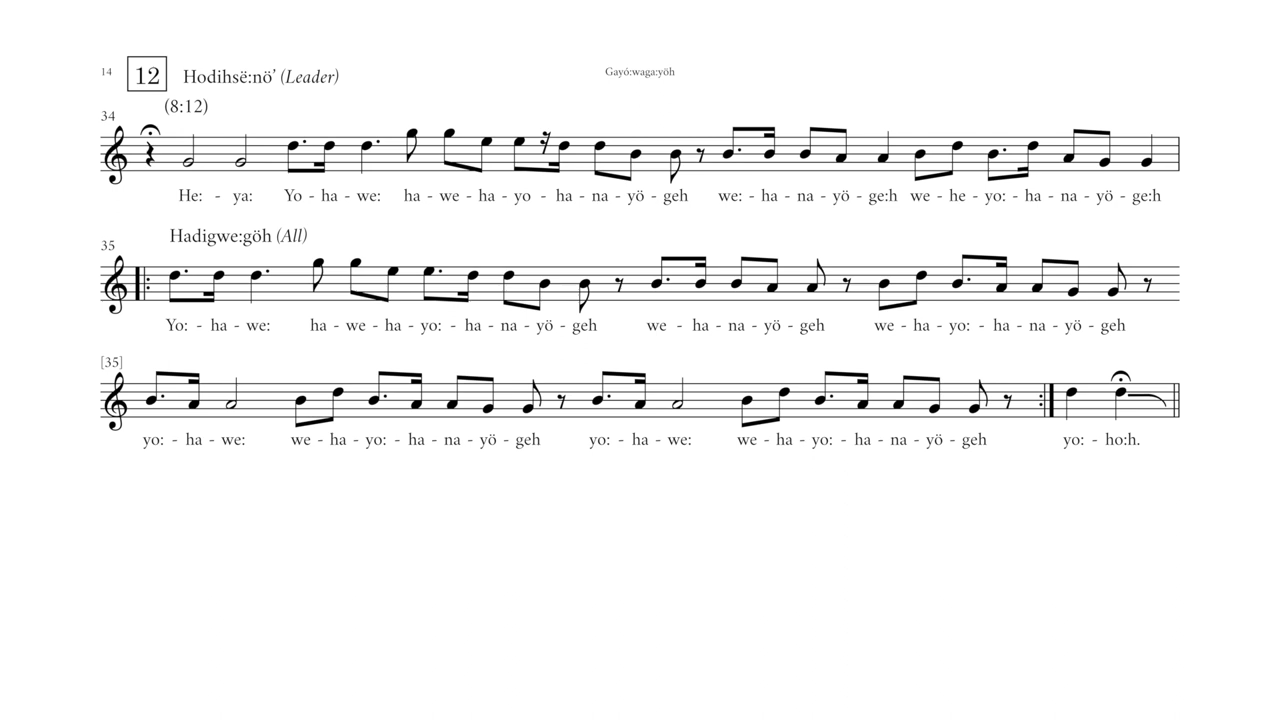 14 12 Hodihsë:nö’ (Leader) Gayó:waga:yöh
(8:12)
34
He: - ya: Yo - ha - we: ha - we - ha - yo - ha - na - yö - geh we: - ha - na - yö - ge:h we - he - yo: - ha - na - yö - ge:h
Hadigwe:göh (All)
35
Yo: - ha - we: ha - we - ha - yo: - ha - na - yö - geh we - ha - na - yö - geh we - ha - yo: - ha - na - yö - geh
[35]
yo: - ha - we: we - ha - yo: - ha - na - yö - geh yo: - ha - we: we - ha - yo: - ha - na - yö - geh yo: - ho:h.